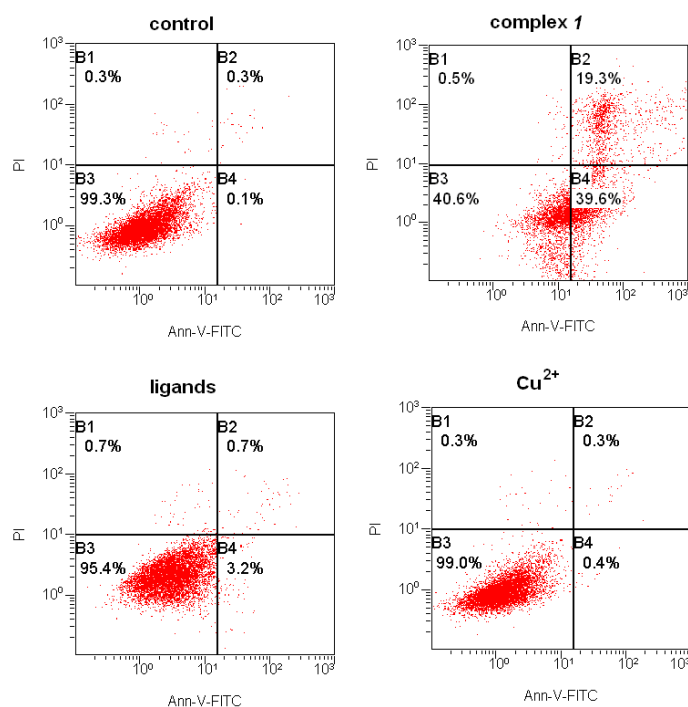 control
10³
B1
0.3%
B2
0.3%
10²
PI
10¹
B3
99.3%
B4
0.1%
10⁰
10⁰ 10¹ 10² 10³
Ann-V-FITC
complex 1
10³
B1
0.5%
B2
19.3%
10²
PI
10¹
B3
40.6%
B4
39.6%
10⁰
10⁰ 10¹ 10² 10³
Ann-V-FITC
ligands
10³
B1
0.7%
B2
0.7%
10²
PI
10¹
B3
95.4%
B4
3.2%
10⁰
10⁰ 10¹ 10² 10³
Ann-V-FITC
Cu²⁺
10³
B1
0.3%
B2
0.3%
10²
PI
10¹
B3
99.0%
B4
0.4%
10⁰
10⁰ 10¹ 10² 10³
Ann-V-FITC